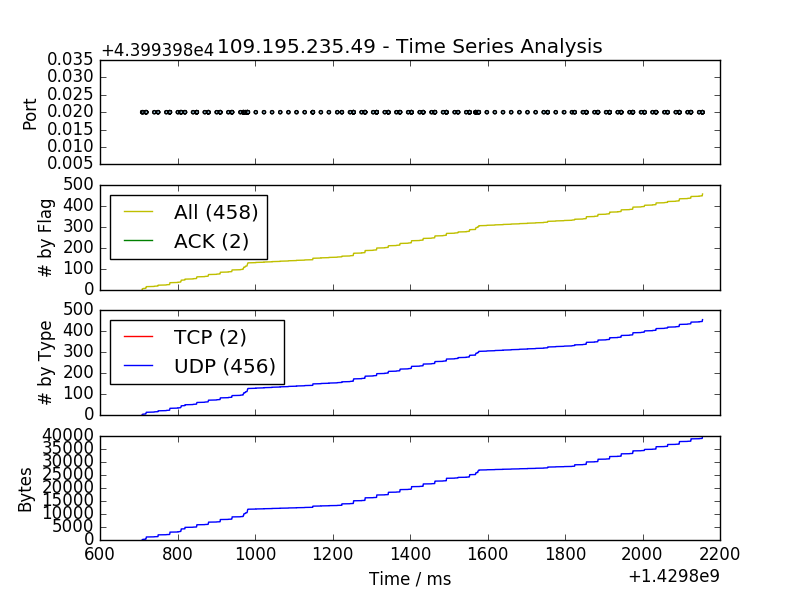 +4.399398e4 109.195.235.49 - Time Series Analysis
0.035
0.030
0.025
0.020
0.015
0.010
0.005
Port
500
400
300
200
100
0
# by Flag
All (458)
ACK (2)
500
400
300
200
100
0
# by Type
TCP (2)
UDP (456)
40000
35000
30000
25000
20000
15000
10000
5000
0
Bytes
600 800 1000 1200 1400 1600 1800 2000 2200
Time / ms
+1.4298e9